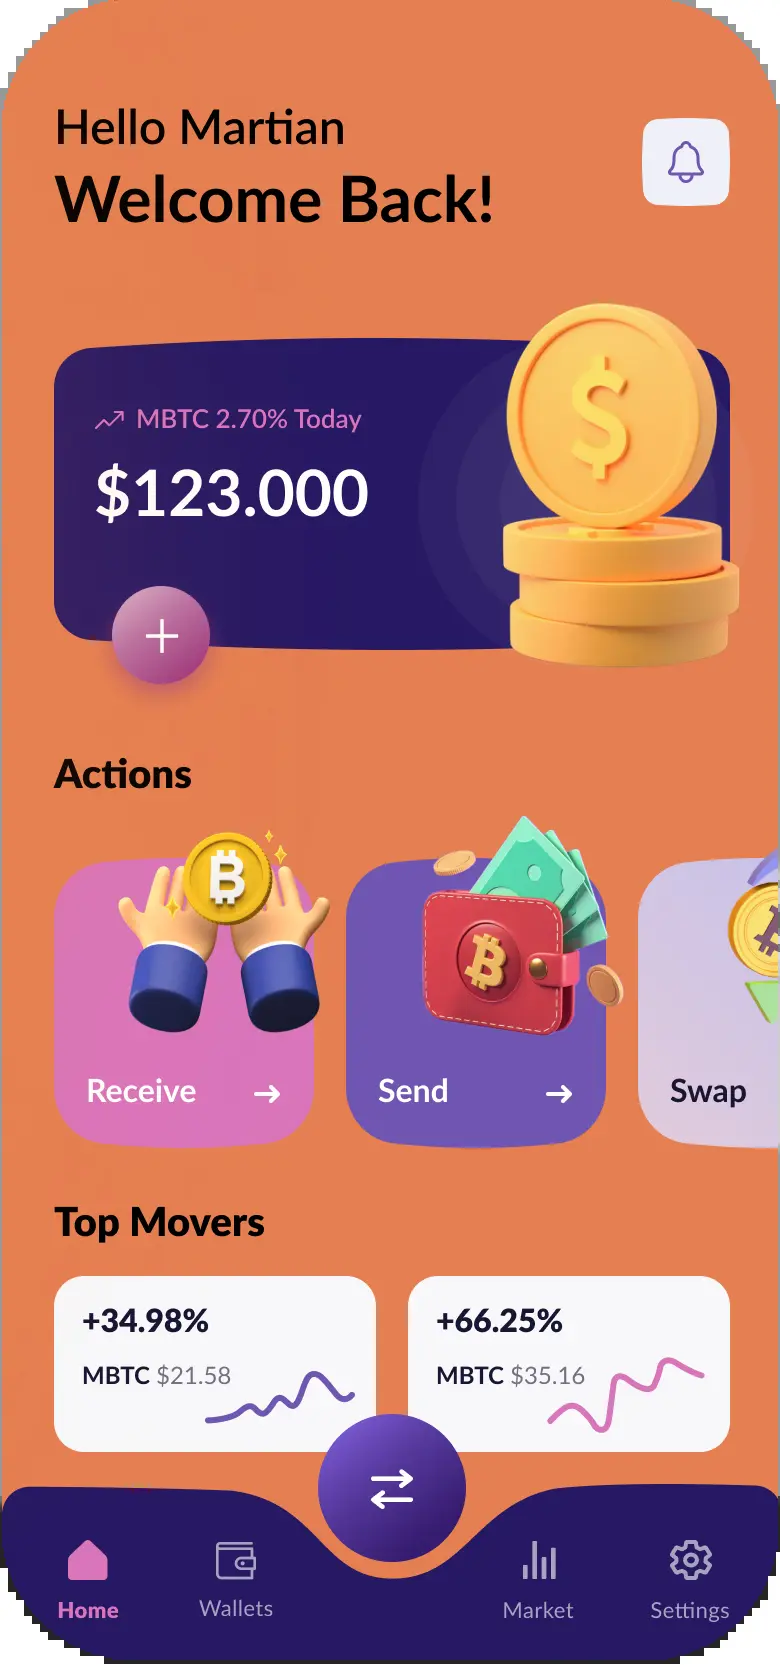 Hello Martian
Welcome Back!
MBTC 2.70% Today
$123.000
Actions
Receive
Send
Swap
Top Movers
+34.98%
MBTC $21.58
+66.25%
MBTC $35.16
Home
Wallets
Market
Settings